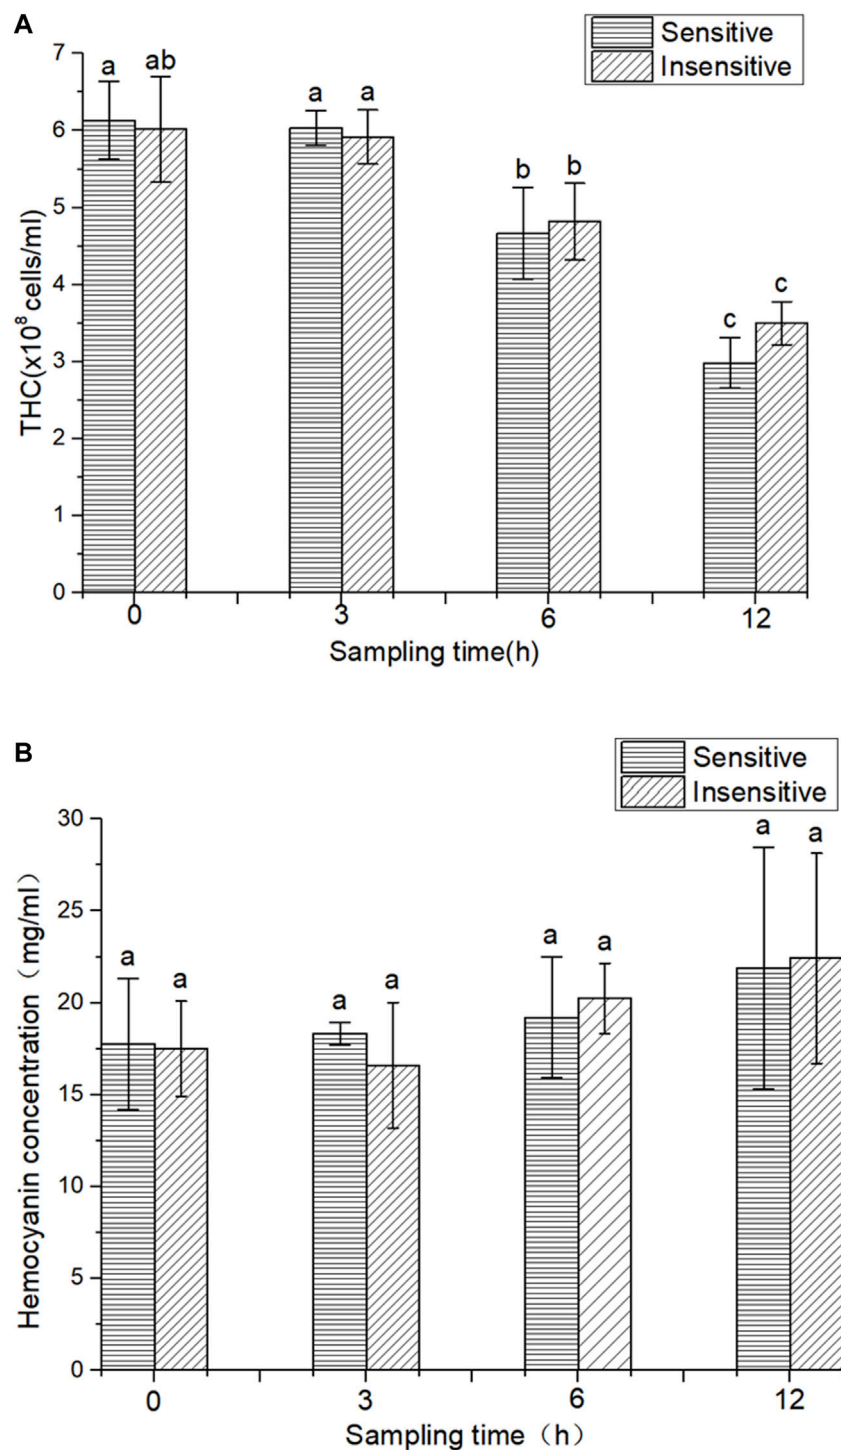 A
Sensitive
Insensitive
7
6
5
4
3
2
1
0
THC(x10⁸ cells/ml)
a ab a a b b c c
0 3 6 12
Sampling time(h)
B
Sensitive
Insensitive
30
25
20
15
10
5
0
Hemocyanin concentration（mg/ml）
a a a a a a a a
0 3 6 12
Sampling time（h）